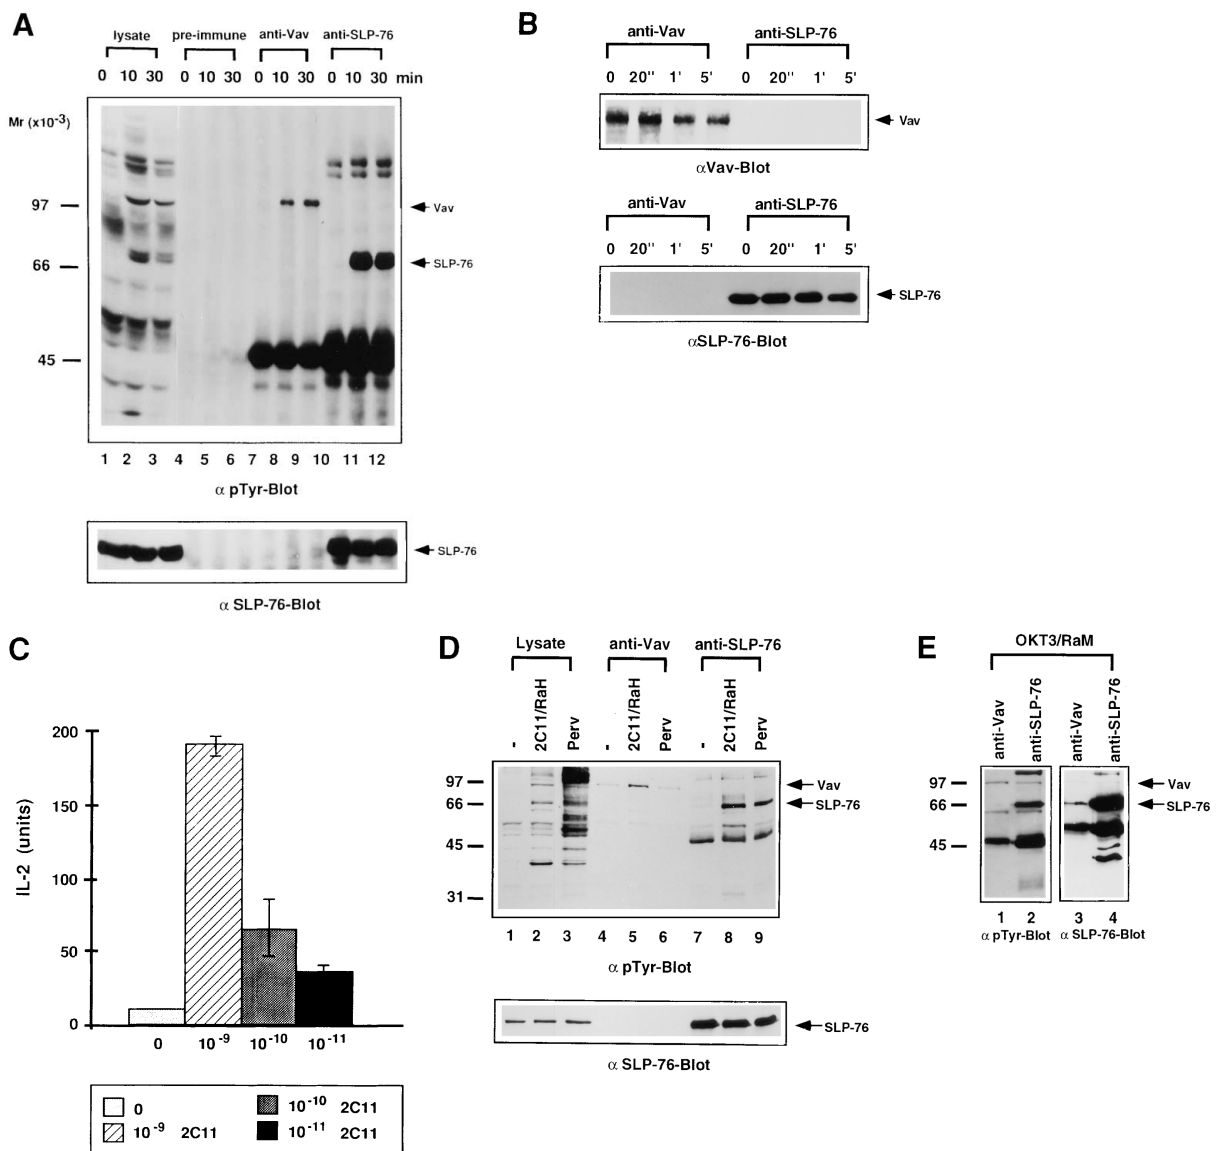 A
lysate pre-immune anti-Vav anti-SLP-76
0 10 30 0 10 30 0 10 30 0 10 30 min
Mr (x10-3)
97
66
45
Vav
SLP-76
1 2 3 4 5 6 7 8 9 10 11 12
α pTyr-Blot
SLP-76
α SLP-76-Blot
B
anti-Vav anti-SLP-76
0 20'' 1' 5' 0 20'' 1' 5'
Vav
αVav-Blot
anti-Vav anti-SLP-76
0 20'' 1' 5' 0 20'' 1' 5'
SLP-76
αSLP-76-Blot
C
IL-2 (units)
200
150
100
50
0
0 10-9 10-10 10-11
0
10-9 2C11
10-10 2C11
10-11 2C11
D
Lysate anti-Vav anti-SLP-76
- 2C11/RaH Perv - 2C11/RaH Perv - 2C11/RaH Perv
97
66
45
31
Vav
SLP-76
1 2 3 4 5 6 7 8 9
α pTyr-Blot
SLP-76
α SLP-76-Blot
E
OKT3/RaM
anti-Vav anti-SLP-76 anti-Vav anti-SLP-76
97
66
45
Vav
SLP-76
1 2 3 4
α pTyr-Blot α SLP-76-Blot